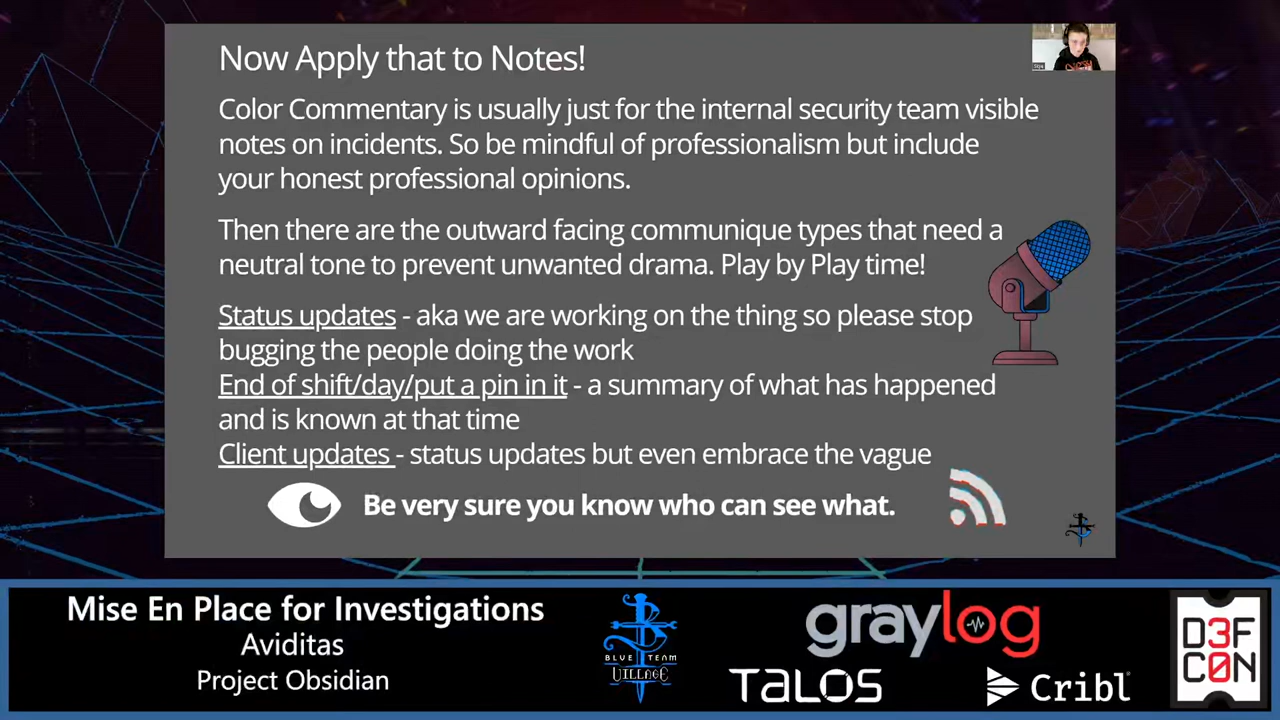 Now Apply that to Notes!
Color Commentary is usually just for the internal security team visible
notes on incidents. So be mindful of professionalism but include
your honest professional opinions.
Then there are the outward facing communique types that need a
neutral tone to prevent unwanted drama. Play by Play time!
Status updates - aka we are working on the thing so please stop
bugging the people doing the work
End of shift/day/put a pin in it - a summary of what has happened
and is known at that time
Client updates - status updates but even embrace the vague
Be very sure you know who can see what.
Mise En Place for Investigations
Aviditas
Project Obsidian
BLUE TEAM
VILLAGE
graylog
TALOS
Cribl
D3F
C0N